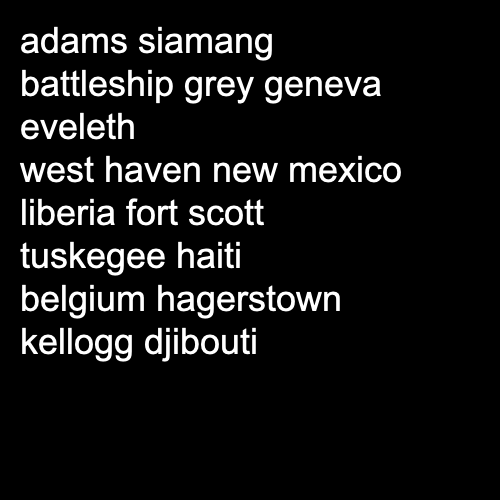 adams siamang
battleship grey geneva
eveleth
west haven new mexico
liberia fort scott
tuskegee haiti
belgium hagerstown
kellogg djibouti